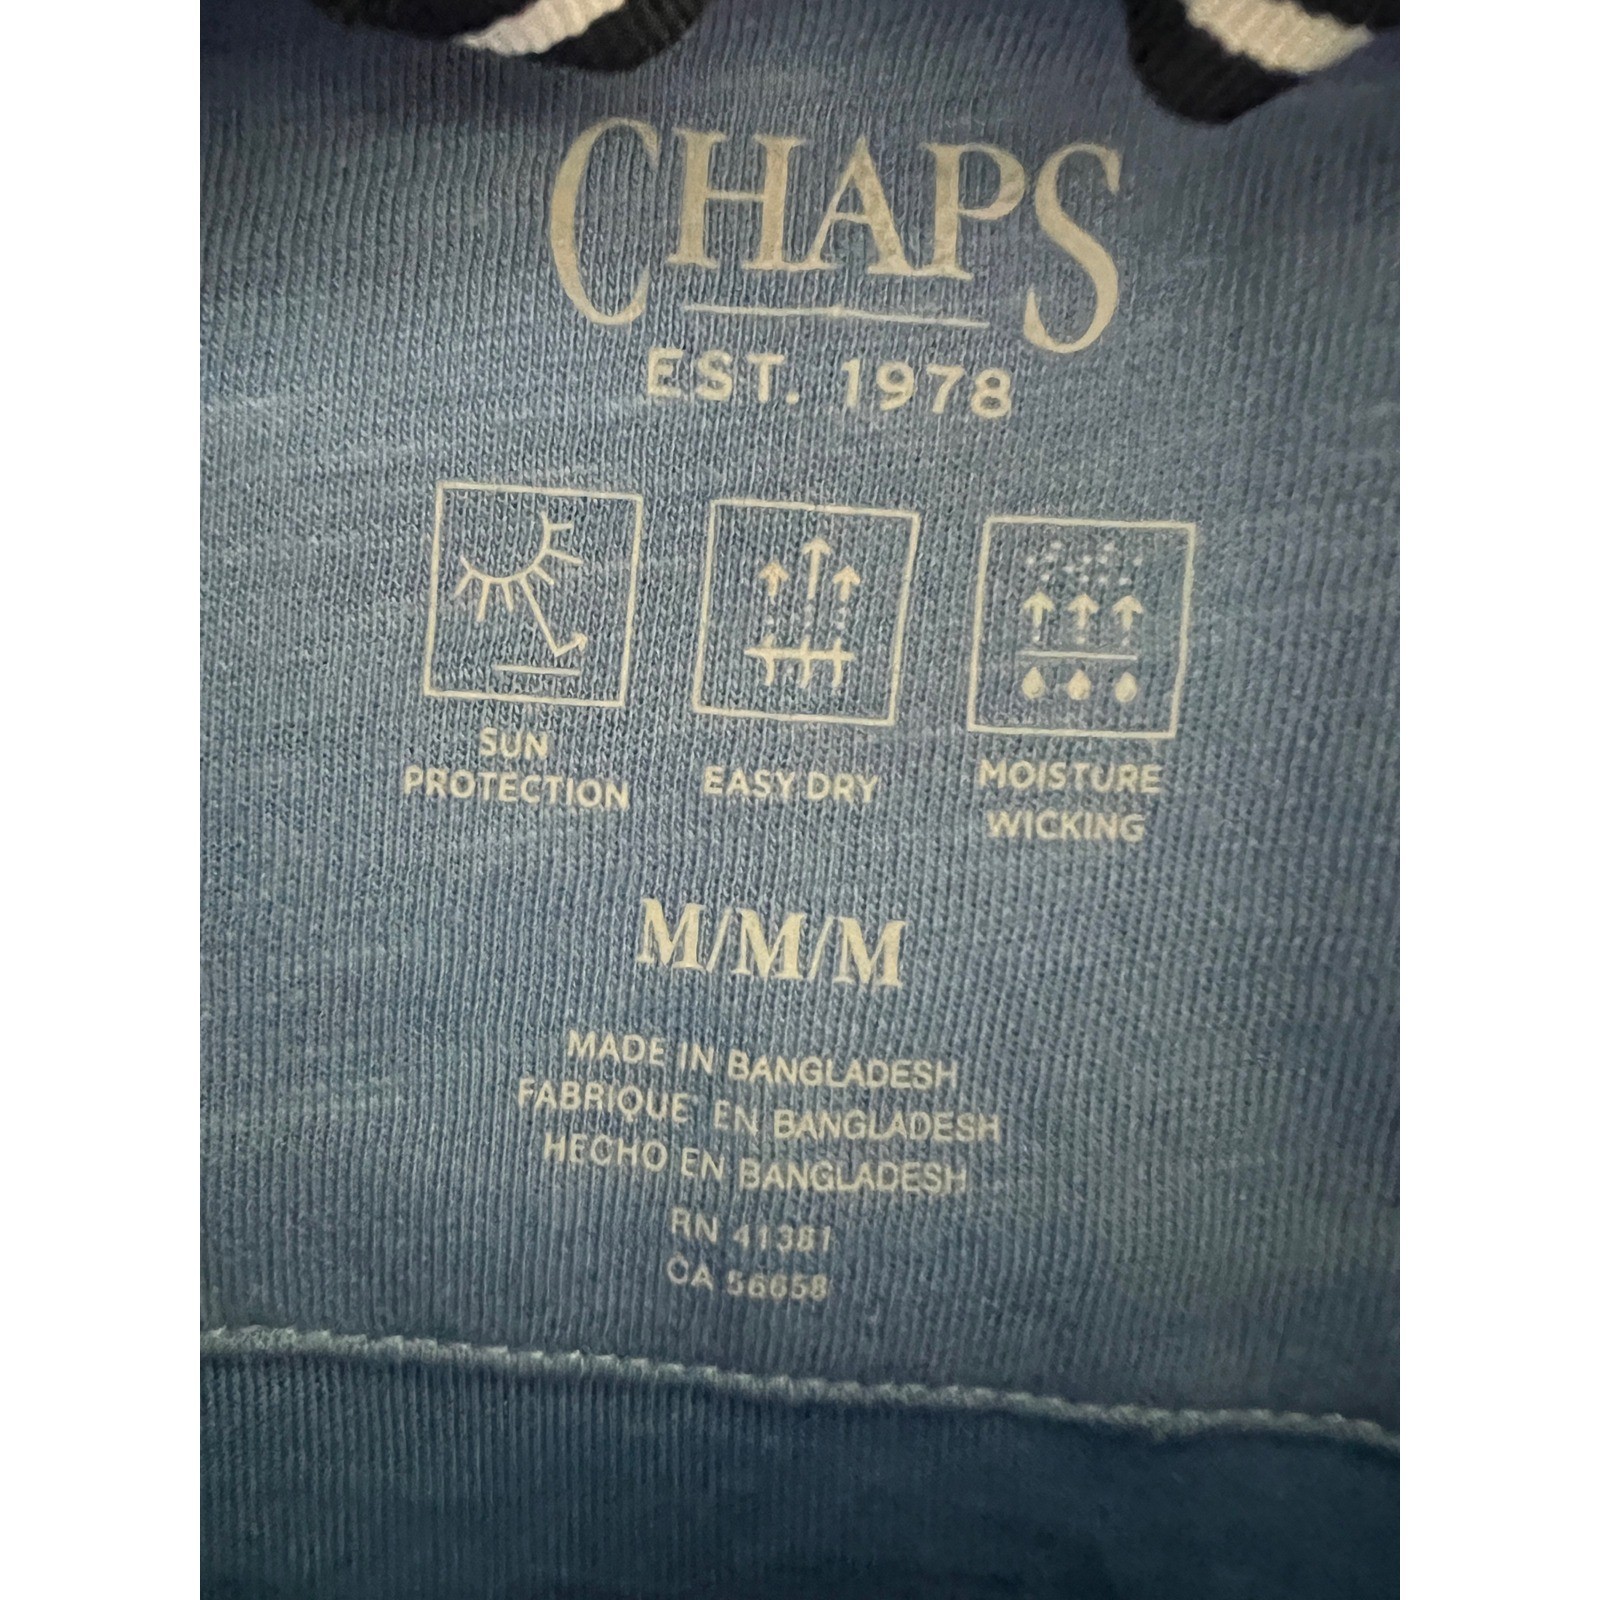 CHAPS
EST. 1978
SUN PROTECTION
EASY DRY
MOISTURE WICKING
M/M/M
MADE IN BANGLADESH
FABRIQUE EN BANGLADESH
HECHO EN BANGLADESH
RN 41381
CA 56658